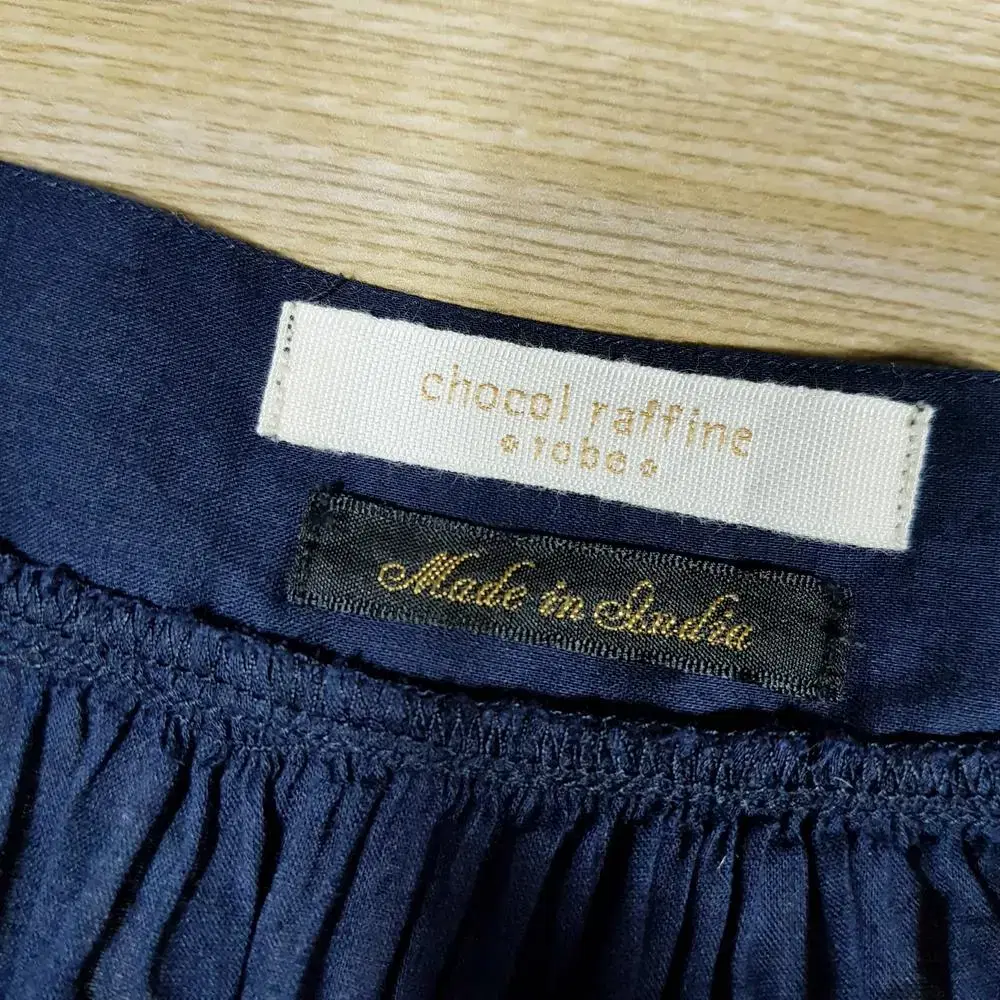 chocol raffine
robe
Made in India